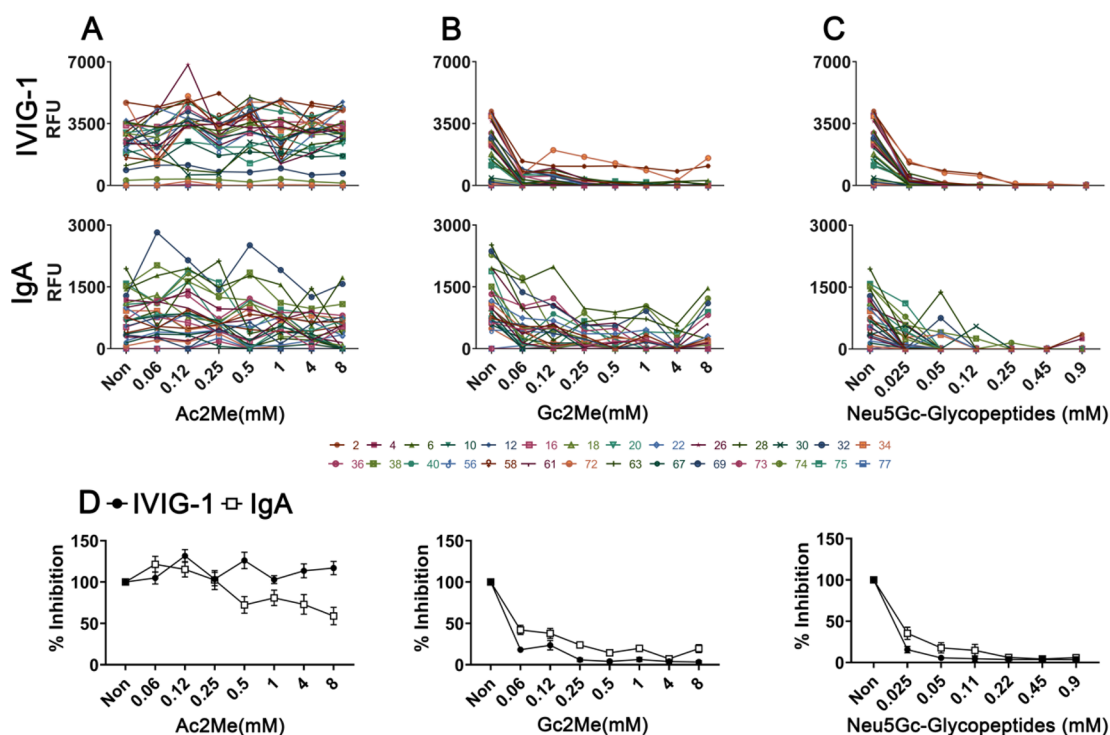 A
B
C
IVIG-1
RFU
7000
3500
0
7000
3500
0
7000
3500
0
IgA
RFU
3000
1500
0
3000
1500
0
3000
1500
0
Non 0.06 0.12 0.25 0.5 1 4 8
Ac2Me(mM)
Non 0.06 0.12 0.25 0.5 1 4 8
Gc2Me(mM)
Non 0.025 0.05 0.12 0.25 0.45 0.9
Neu5Gc-Glycopeptides (mM)
2 4 6 10 12 16 18 20 22 26 28 30 32 34
36 38 40 56 58 61 72 63 67 69 73 74 75 77
D IVIG-1 IgA
% Inhibition
150
100
50
0
Non 0.06 0.12 0.25 0.5 1 4 8
Ac2Me(mM)
% Inhibition
150
100
50
0
Non 0.06 0.12 0.25 0.5 1 4 8
Gc2Me(mM)
% Inhibition
150
100
50
0
Non 0.025 0.05 0.11 0.22 0.45 0.9
Neu5Gc-Glycopeptides (mM)